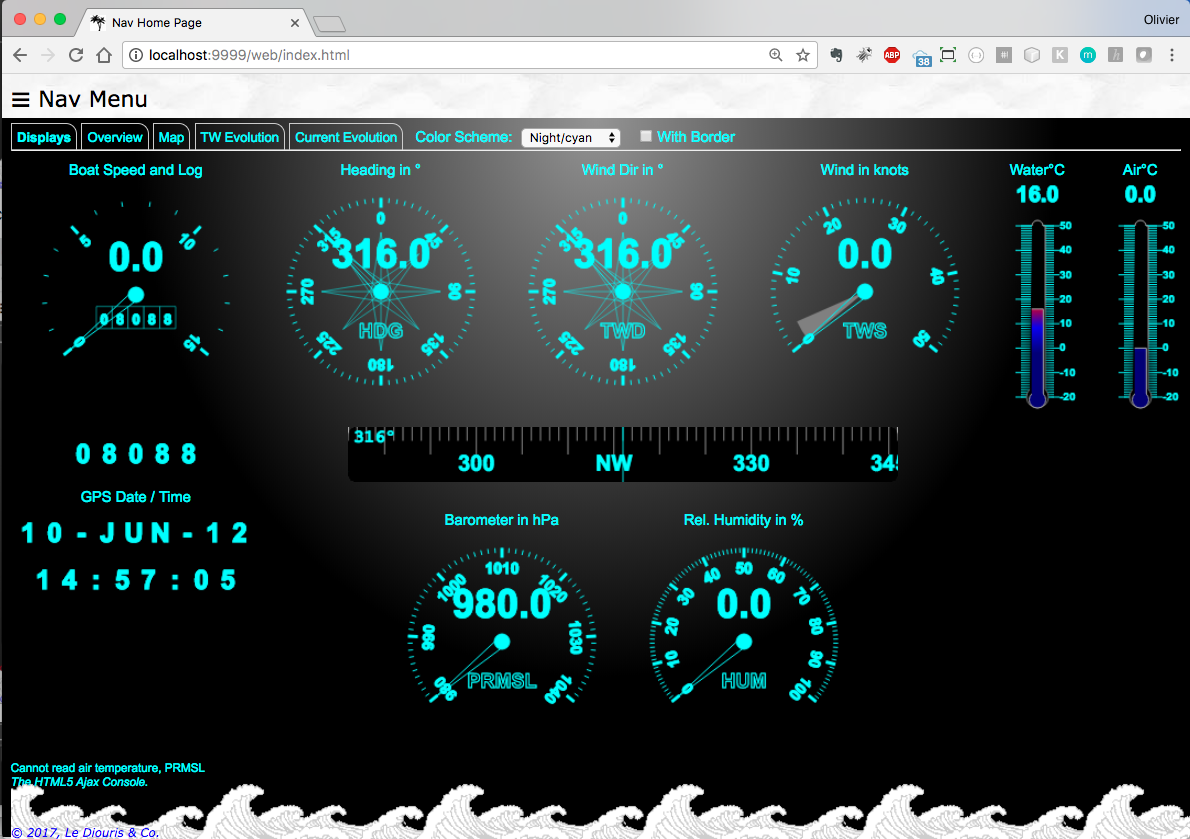 Nav Home Page
Olivier
localhost:9999/web/index.html
ABP
38
#!
K
m
h
☰ Nav Menu
Displays Overview Map TW Evolution Current Evolution Color Scheme: Night/cyan With Border
Boat Speed and Log
5 10 15 0
0.0
08088
Heading in °
0 45 90 135 180 225 270 315
316.0
HDG
Wind Dir in °
0 45 90 135 180 225 270 315
316.0
TWD
Wind in knots
0 10 20 30 40 50
0.0
TWS
Water°C
16.0
50
40
30
20
10
0
-10
-20
Air°C
0.0
50
40
30
20
10
0
-10
-20
08088
316°
300 NW 330 345
GPS Date / Time
10-JUN-12
14:57:05
Barometer in hPa
980 990 1000 1010 1020 1030 1040
980.0
PRMSL
Rel. Humidity in %
0 10 20 30 40 50 60 70 80 90 100
0.0
HUM
Cannot read air temperature, PRMSL
The HTML5 Ajax Console.
© 2017, Le Diouris & Co.